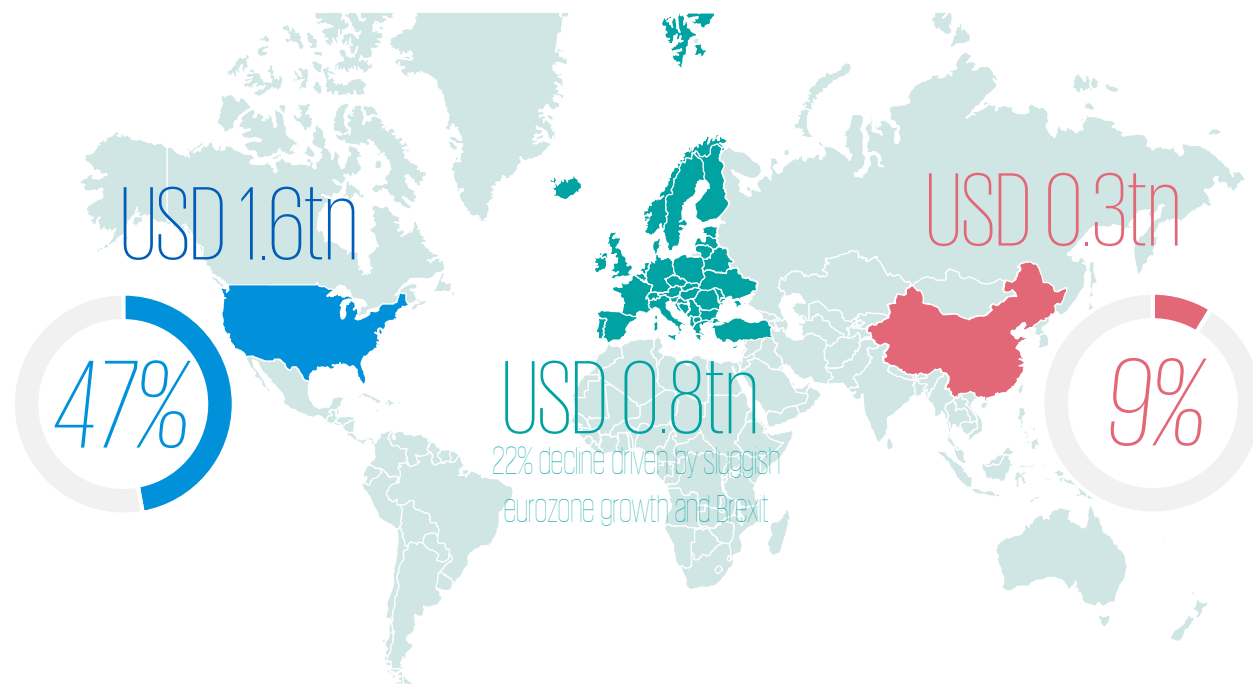 USD 1.6tn
47%
USD 0.8tn
22% decline driven by sluggish
eurozone growth and Brexit
USD 0.3tn
9%